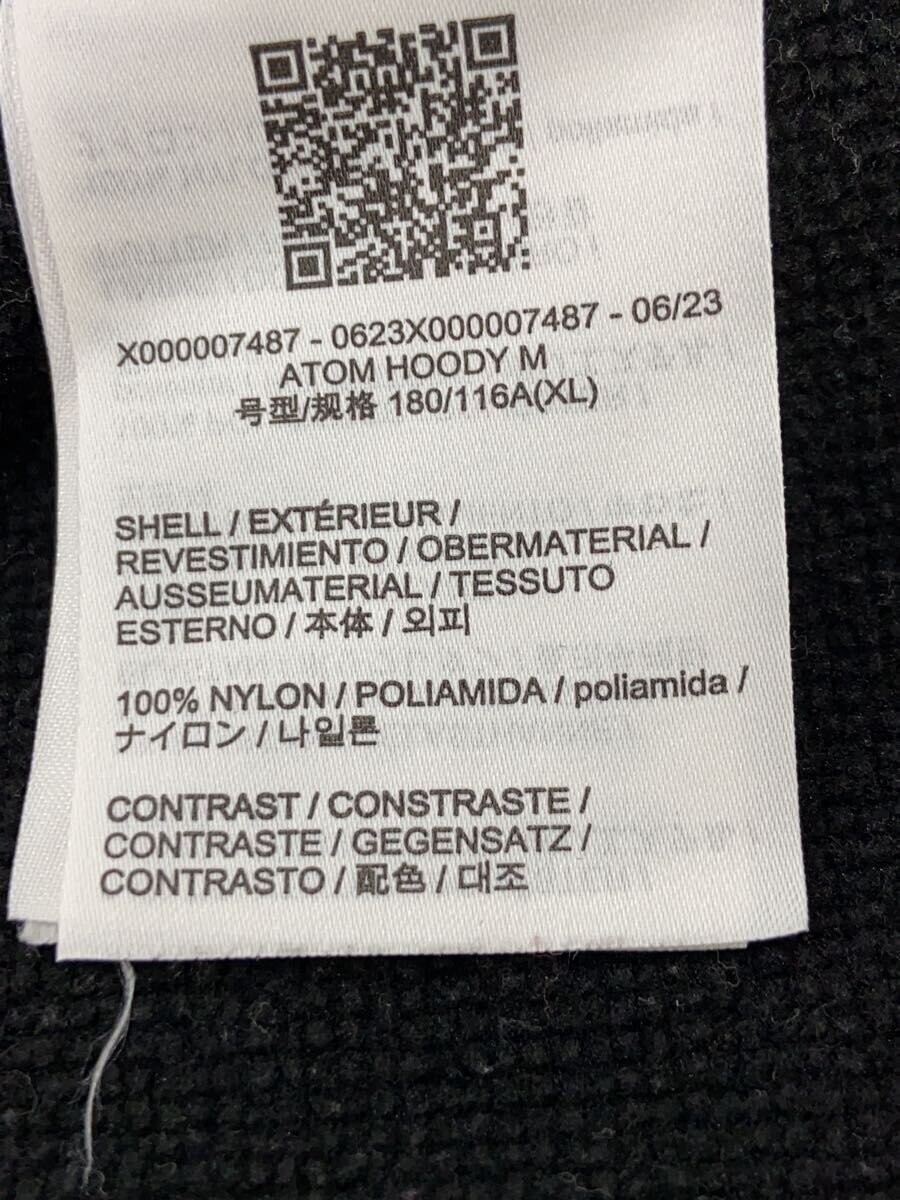 X000007487 - 0623X000007487 - 06/23
ATOM HOODY M
号型/规格 180/116A(XL)
SHELL / EXTÉRIEUR /
REVESTIMIENTO / OBERMATERIAL /
AUSSEUMATERIAL / TESSUTO
ESTERNO / 本体 / 외피
100% NYLON / POLIAMIDA / poliamida /
ナイロン / 나일론
CONTRAST / CONSTRASTE /
CONTRASTE / GEGENSATZ /
CONTRASTO / 配色 / 대조